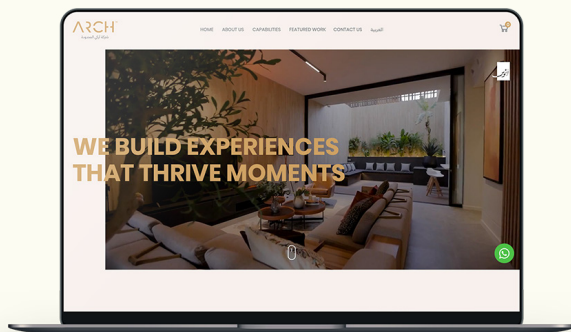 ARCH
HOME ABOUT US CAPABILITIES FEATURED WORK CONTACT US العربية
WE BUILD EXPERIENCES
THAT THRIVE MOMENTS